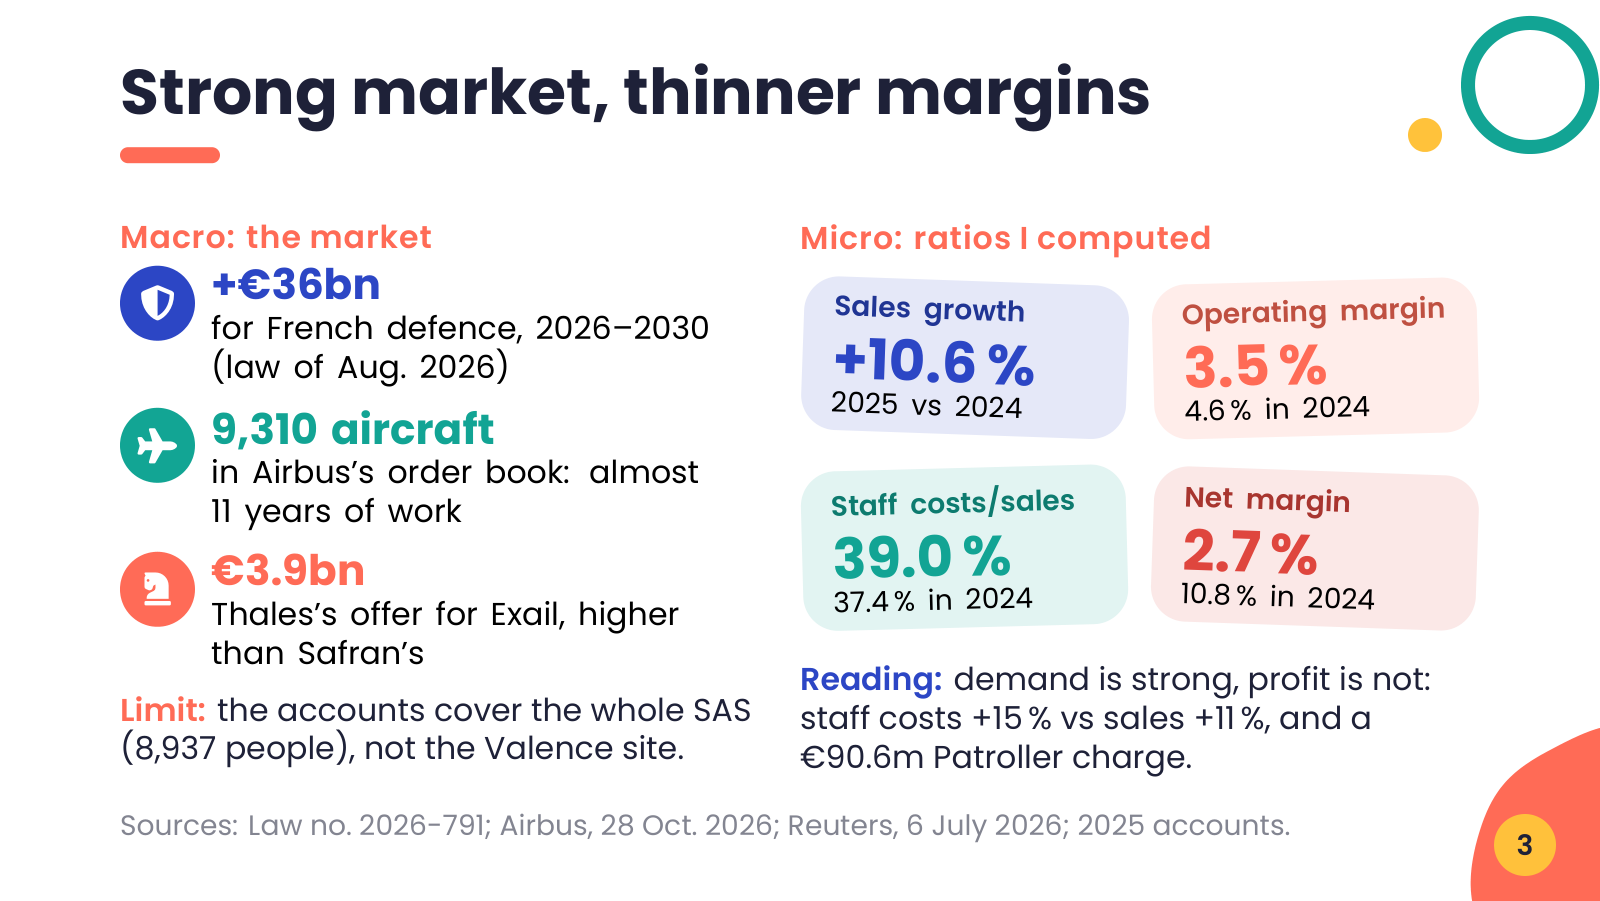 Strong market, thinner margins
Macro: the market
+€36bn
for French defence, 2026–2030
(law of Aug. 2026)
9,310 aircraft
in Airbus’s order book: almost
11 years of work
€3.9bn
Thales’s offer for Exail, higher
than Safran’s
Limit: the accounts cover the whole SAS
(8,937 people), not the Valence site.
Micro: ratios I computed
Sales growth
+10.6 %
2025 vs 2024
Operating margin
3.5 %
4.6 % in 2024
Staff costs/sales
39.0 %
37.4 % in 2024
Net margin
2.7 %
10.8 % in 2024
Reading: demand is strong, profit is not:
staff costs +15 % vs sales +11 %, and a
€90.6m Patroller charge.
Sources: Law no. 2026-791; Airbus, 28 Oct. 2026; Reuters, 6 July 2026; 2025 accounts.
3